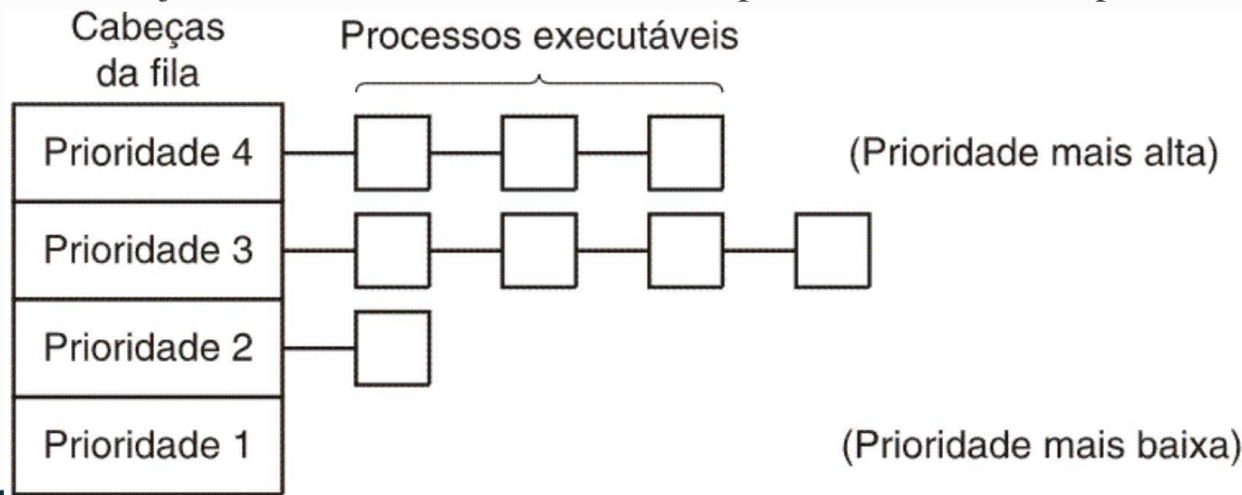 Cabeças
da fila
Processos executáveis
Prioridade 4
(Prioridade mais alta)
Prioridade 3
Prioridade 2
Prioridade 1
(Prioridade mais baixa)